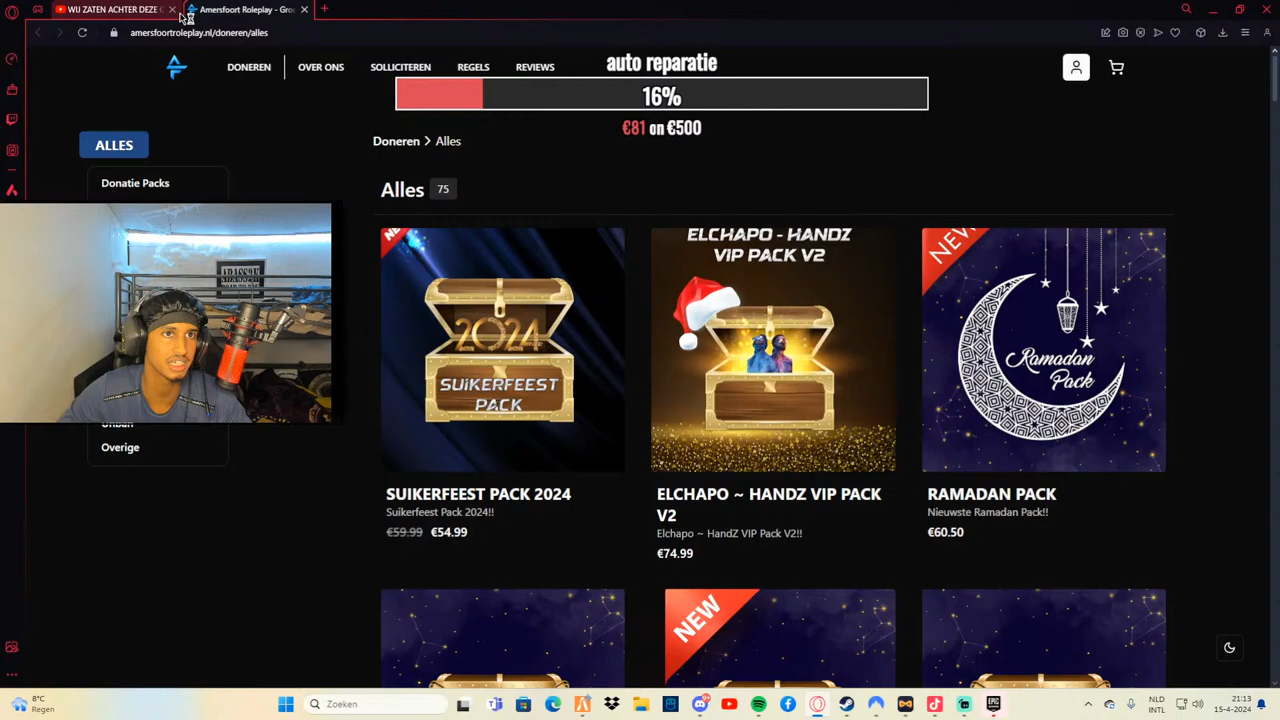 WIJ ZATEN ACHTER DEZE G
Amersfoort Roleplay - Gro
amersfoortroleplay.nl/doneren/alles
DONEREN
OVER ONS
SOLLICITEREN
REGELS
REVIEWS
auto reparatie
16%
€81 on €500
ALLES
Donatie Packs
Overige
Doneren > Alles
Alles 75
2024
SUIKERFEEST
PACK
ELCHAPO - HANDZ
VIP PACK V2
NEW
Ramadan
Pack
SUIKERFEEST PACK 2024
Suikerfeest Pack 2024!!
€59.99 €54.99
ELCHAPO ~ HANDZ VIP PACK
V2
Elchapo ~ HandZ VIP Pack V2!!
€74.99
RAMADAN PACK
Nieuwste Ramadan Pack!!
€60.50
NEW
8°C
Regen
Zoeken
NLD
INTL
21:13
15-4-2024